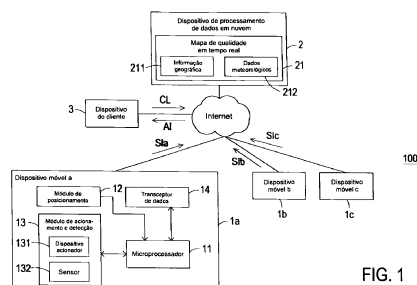 Dispositivo de processamento
de dados em nuvem
2
Mapa de qualidade
em tempo real
211
Informação
geográfica
Dados
meteorológicos
21
212
3
Dispositivo
do cliente
CL
AI
Internet
SIa
SIb
SIc
100
Dispositivo móvel a
12
Módulo de
posicionamento
Transceptor
de dados
14
1a
13
Módulo de aciona-
mento e detecção
131
Dispositivo
acionador
132
Sensor
11
Microprocessador
Dispositivo
móvel b
1b
Dispositivo
móvel c
1c
FIG. 1